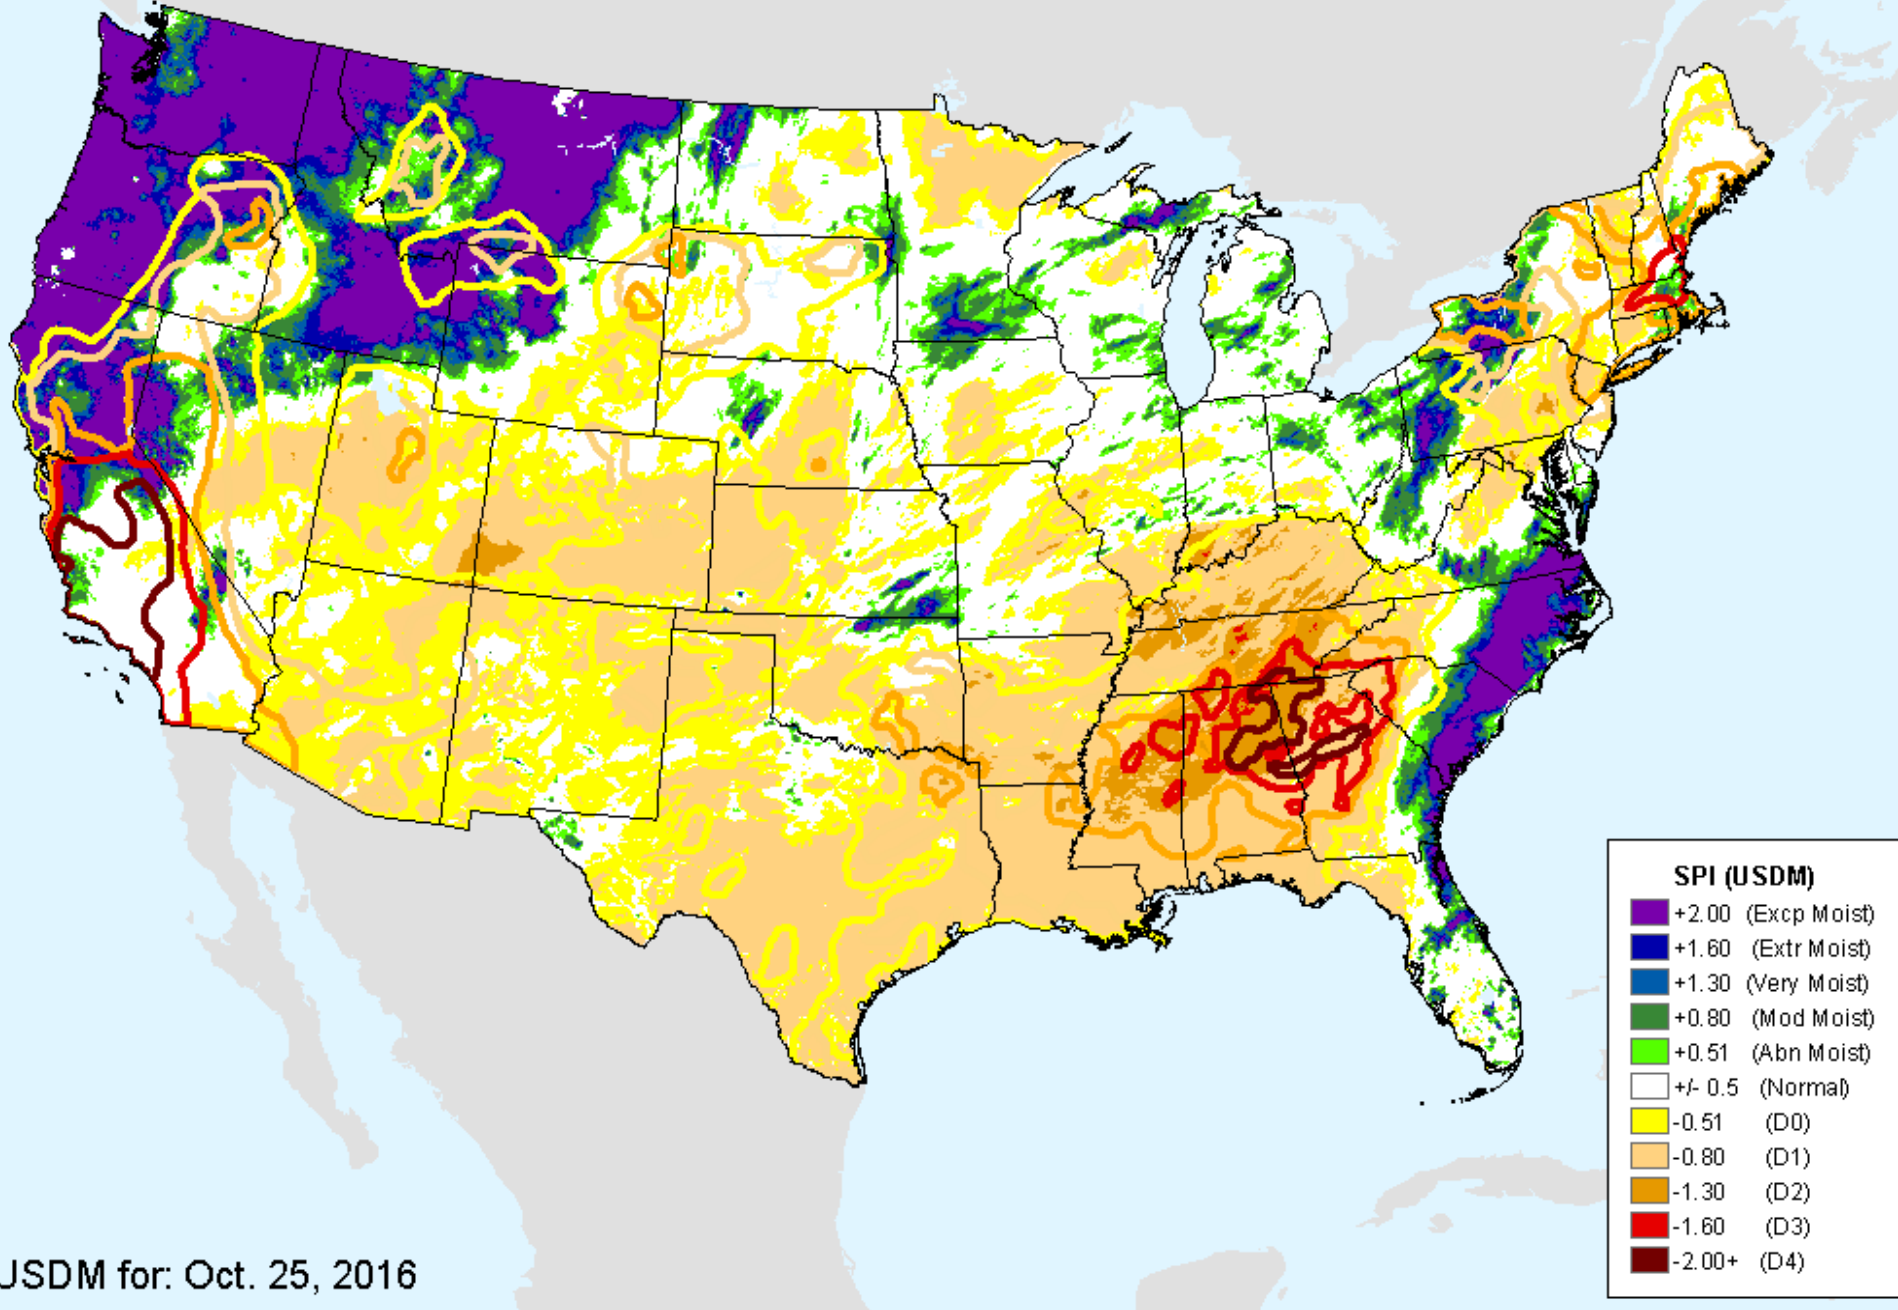 SPI (USDM)
+2.00 (Excp Moist)
+1.60 (Extr Moist)
+1.30 (Very Moist)
+0.80 (Mod Moist)
+0.51 (Abn Moist)
+/- 0.5 (Normal)
-0.51 (D0)
-0.80 (D1)
-1.30 (D2)
-1.60 (D3)
-2.00+ (D4)
USDM for: Oct. 25, 2016